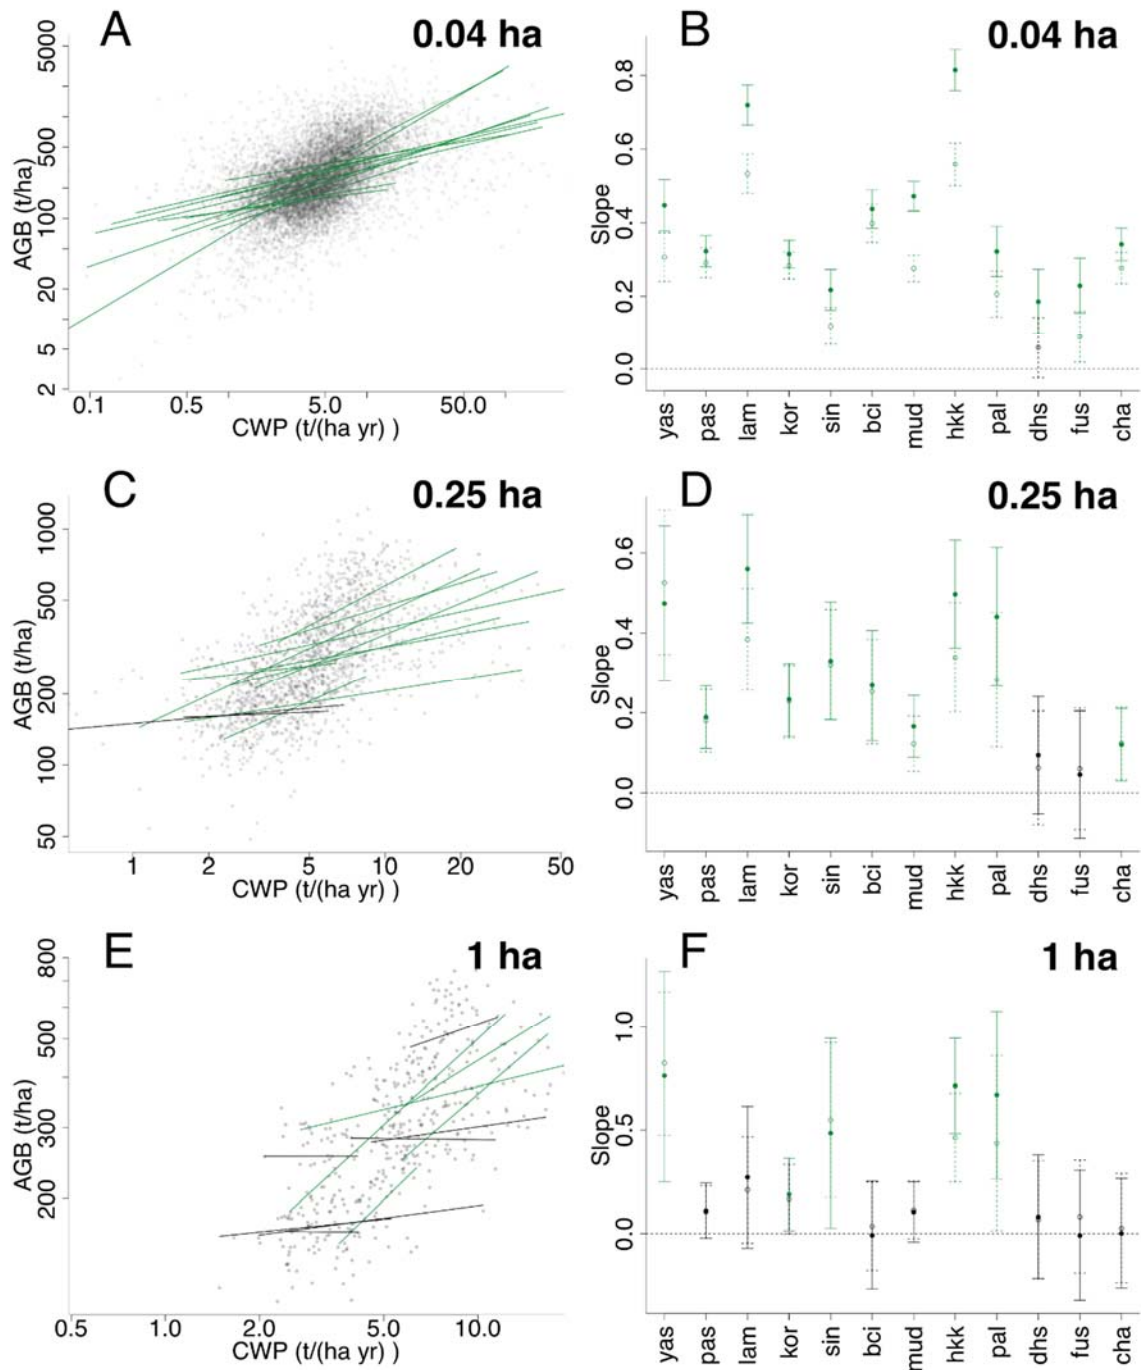 A
0.04 ha
5000
500
100
20
5
2
AGB (t/ha)
0.1
0.5
5.0
50.0
CWP (t/(ha yr) )
B
0.04 ha
0.8
0.6
0.4
0.2
0.0
Slope
yas
pas
lam
kor
sin
bci
mud
hkk
pal
dhs
fus
cha
C
0.25 ha
1000
500
200
100
50
AGB (t/ha)
1
2
5
10
20
50
CWP (t/(ha yr) )
D
0.25 ha
0.6
0.4
0.2
0.0
Slope
yas
pas
lam
kor
sin
bci
mud
hkk
pal
dhs
fus
cha
E
1 ha
800
500
300
200
AGB (t/ha)
0.5
1.0
2.0
5.0
10.0
CWP (t/(ha yr) )
F
1 ha
1.0
0.5
0.0
Slope
yas
pas
lam
kor
sin
bci
mud
hkk
pal
dhs
fus
cha